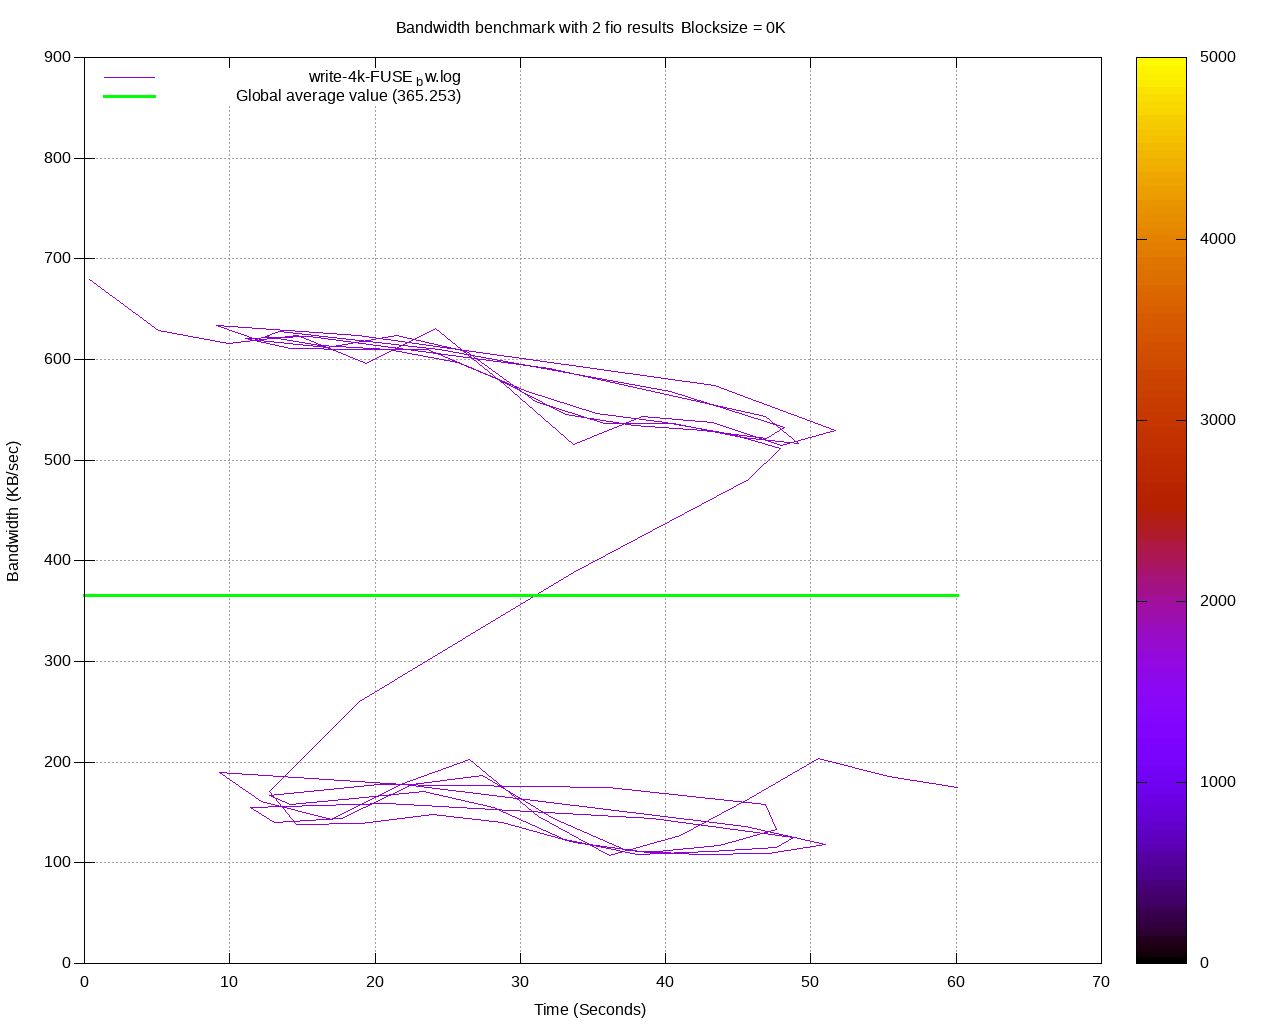 Bandwidth benchmark with 2 fio results Blocksize = 0K
write-4k-FUSE_bw.log
Global average value (365.253)
Bandwidth (KB/sec)
900
800
700
600
500
400
300
200
100
0
0 10 20 30 40 50 60 70
Time (Seconds)
5000
4000
3000
2000
1000
0